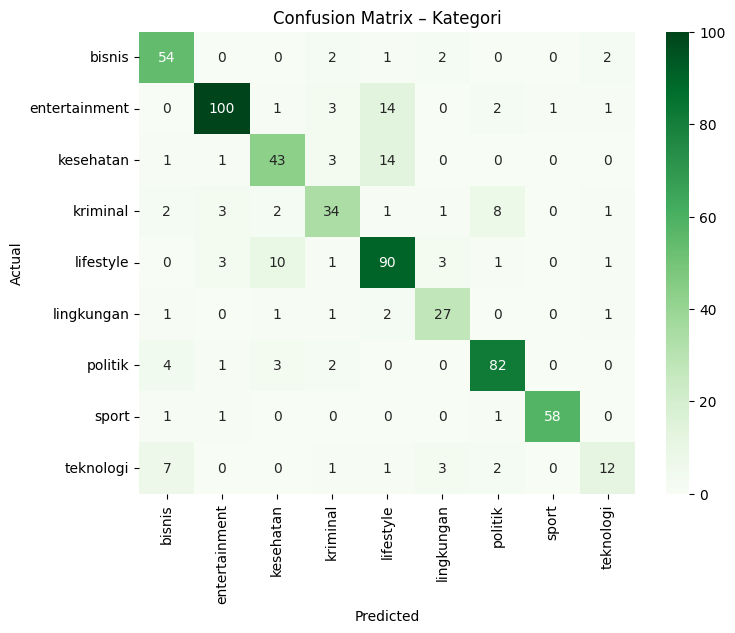 Confusion Matrix – Kategori
Actual
bisnis 54 0 0 2 1 2 0 0 2
entertainment 0 100 1 3 14 0 2 1 1
kesehatan 1 1 43 3 14 0 0 0 0
kriminal 2 3 2 34 1 1 8 0 1
lifestyle 0 3 10 1 90 3 1 0 1
lingkungan 1 0 1 1 2 27 0 0 1
politik 4 1 3 2 0 0 82 0 0
sport 1 1 0 0 0 0 1 58 0
teknologi 7 0 0 1 1 3 2 0 12
bisnis entertainment kesehatan kriminal lifestyle lingkungan politik sport teknologi
Predicted
100
80
60
40
20
0